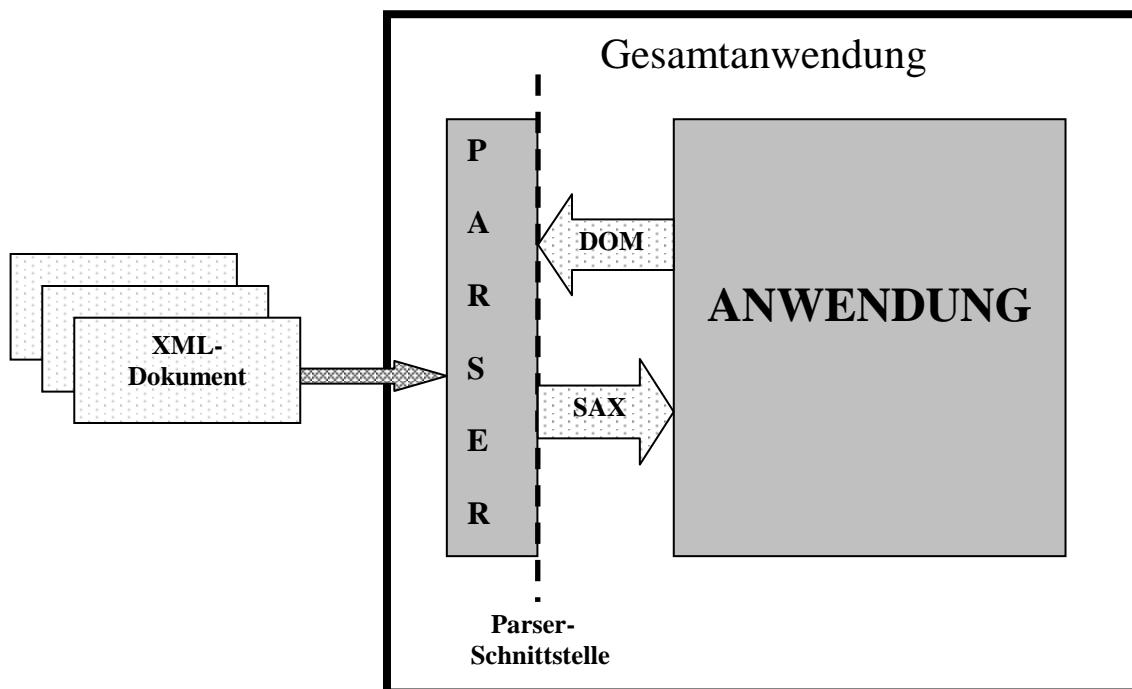 Gesamtanwendung
P
A
R
S
E
R
DOM
ANWENDUNG
XML-
Dokument
SAX
Parser-
Schnittstelle